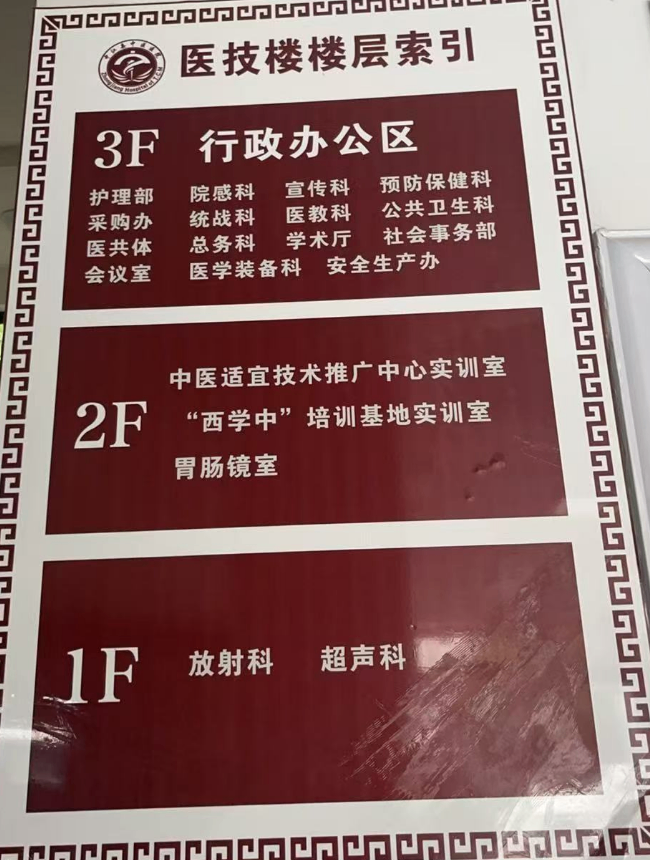 医技楼楼层索引
3F 行政办公区
护理部 院感科 宣传科 预防保健科
采购办 统战科 医教科 公共卫生科
医共体 总务科 学术厅 社会事务部
会议室 医学装备科 安全生产办
2F
中医适宜技术推广中心实训室
“西学中”培训基地实训室
胃肠镜室
1F 放射科 超声科